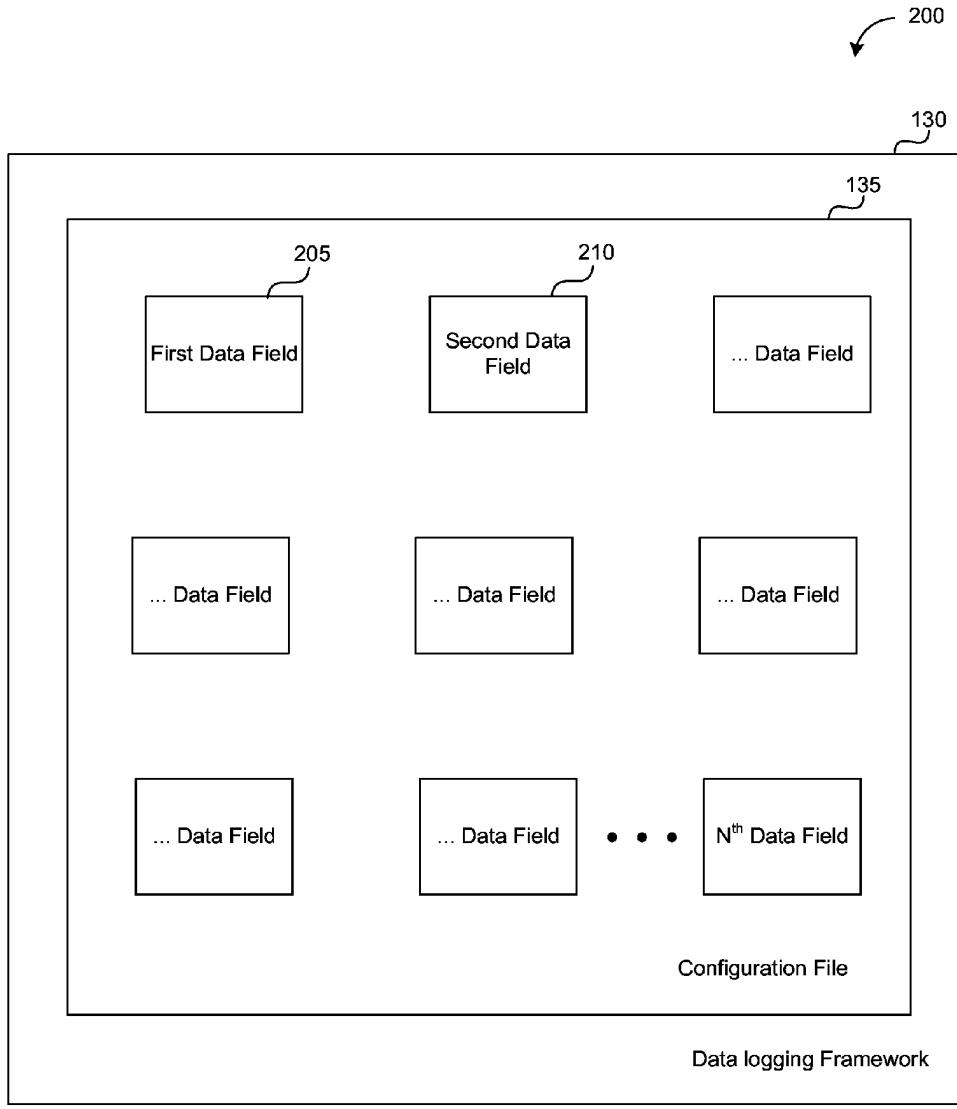 200
130
135
205
210
First Data Field
Second Data
Field
... Data Field
... Data Field
... Data Field
... Data Field
... Data Field
... Data Field
Nth Data Field
Configuration File
Data logging Framework